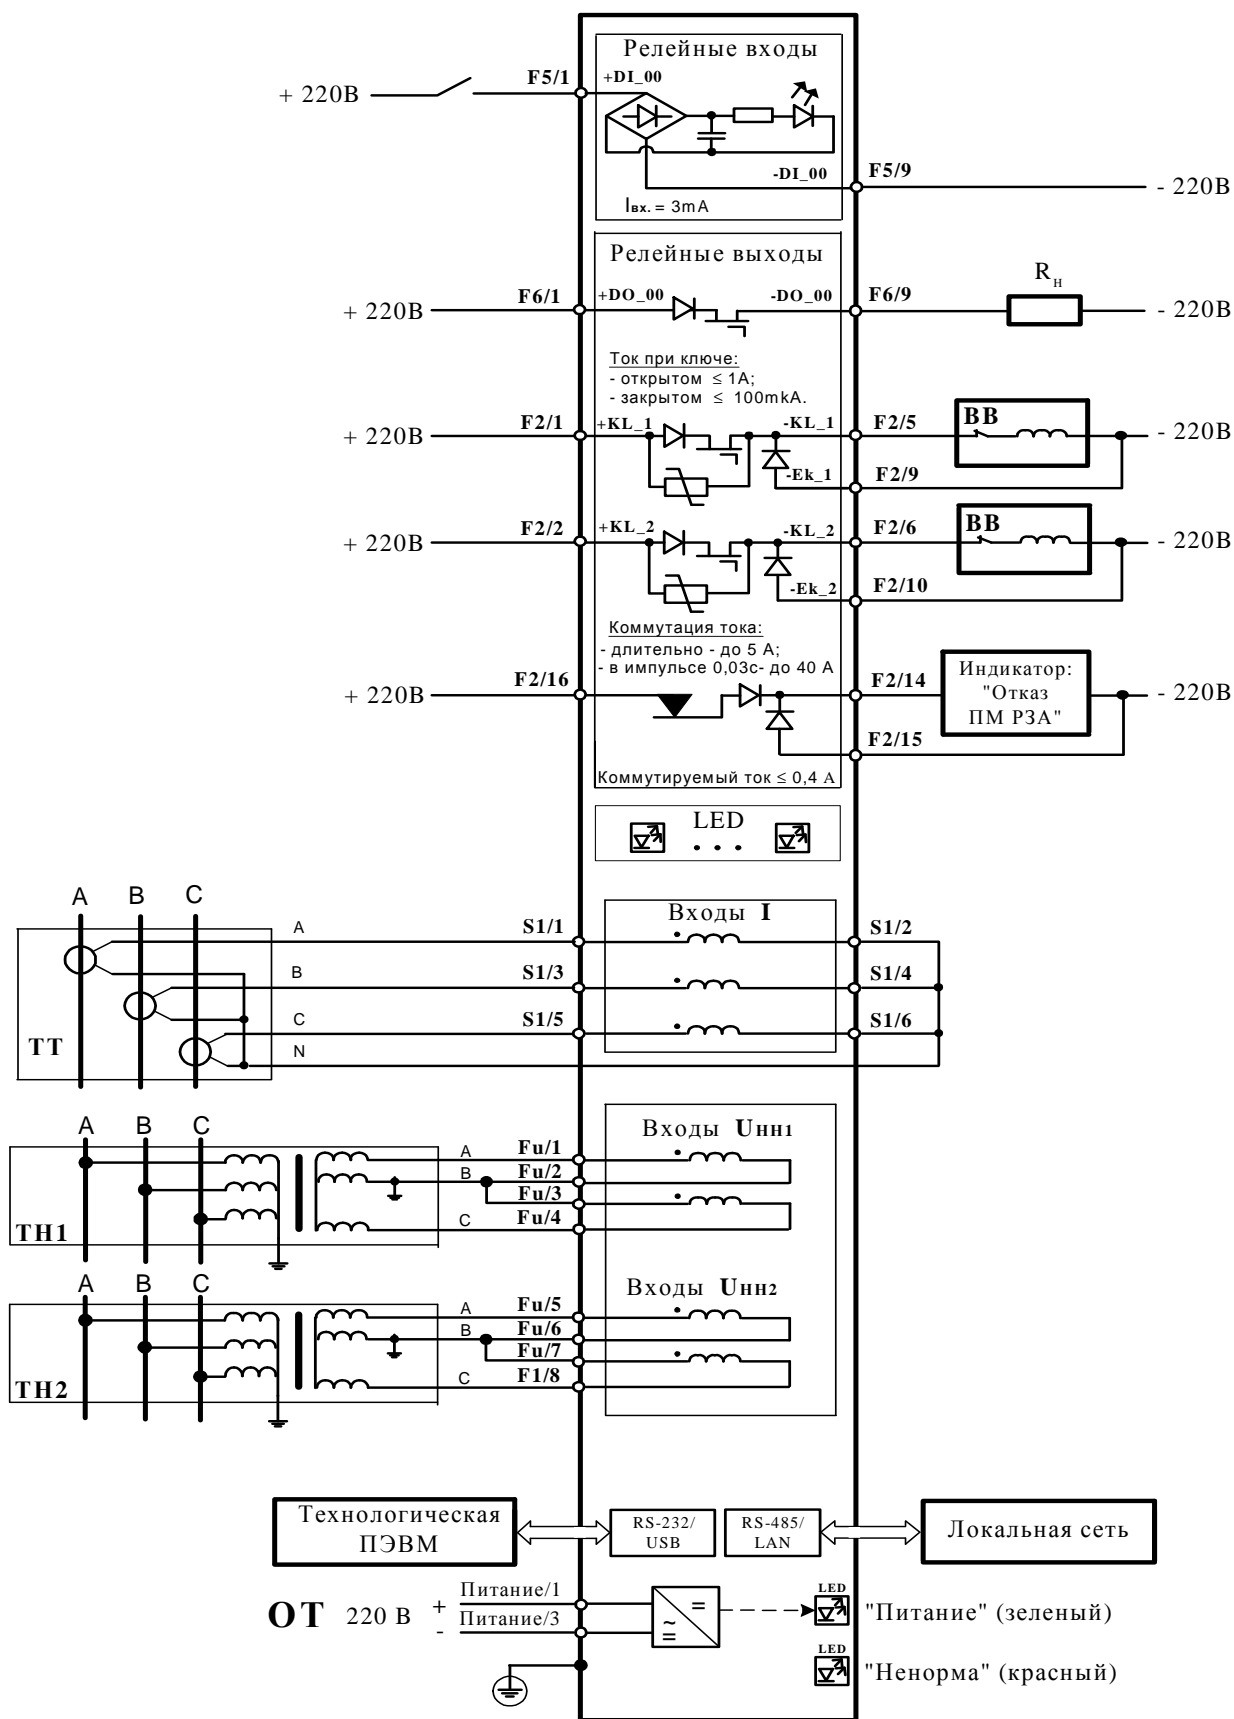 Релейные входы
+ 220В
F5/1
+DI_00
-DI_00
F5/9
- 220В
Iвх. = 3mA
Релейные выходы
+ 220В
F6/1
+DO_00
-DO_00
F6/9
Rн
- 220В
Ток при ключе:
- открытом ≤ 1А;
- закрытом ≤ 100mkA.
+ 220В
F2/1
+KL_1
-KL_1
F2/5
ВВ
- 220В
-Ek_1
F2/9
+ 220В
F2/2
+KL_2
-KL_2
F2/6
ВВ
- 220В
-Ek_2
F2/10
Коммутация тока:
- длительно - до 5 А;
- в импульсе 0,03с- до 40 А
+ 220В
F2/16
F2/14
Индикатор:
"Отказ
ПМ РЗА"
- 220В
F2/15
Коммутируемый ток ≤ 0,4 А
LED
. . .
A B C
Входы I
A
S1/1
S1/2
B
S1/3
S1/4
C
S1/5
S1/6
ТТ
N
A B C
Входы Uнн1
A
Fu/1
B
Fu/2
Fu/3
C
Fu/4
ТН1
A B C
Входы Uнн2
A
Fu/5
B
Fu/6
Fu/7
C
F1/8
ТН2
Технологическая
ПЭВМ
RS-232/
USB
RS-485/
LAN
Локальная сеть
ОТ 220 В
+
Питание/1
-
Питание/3
=
~
=
LED
"Питание" (зеленый)
LED
"Ненорма" (красный)